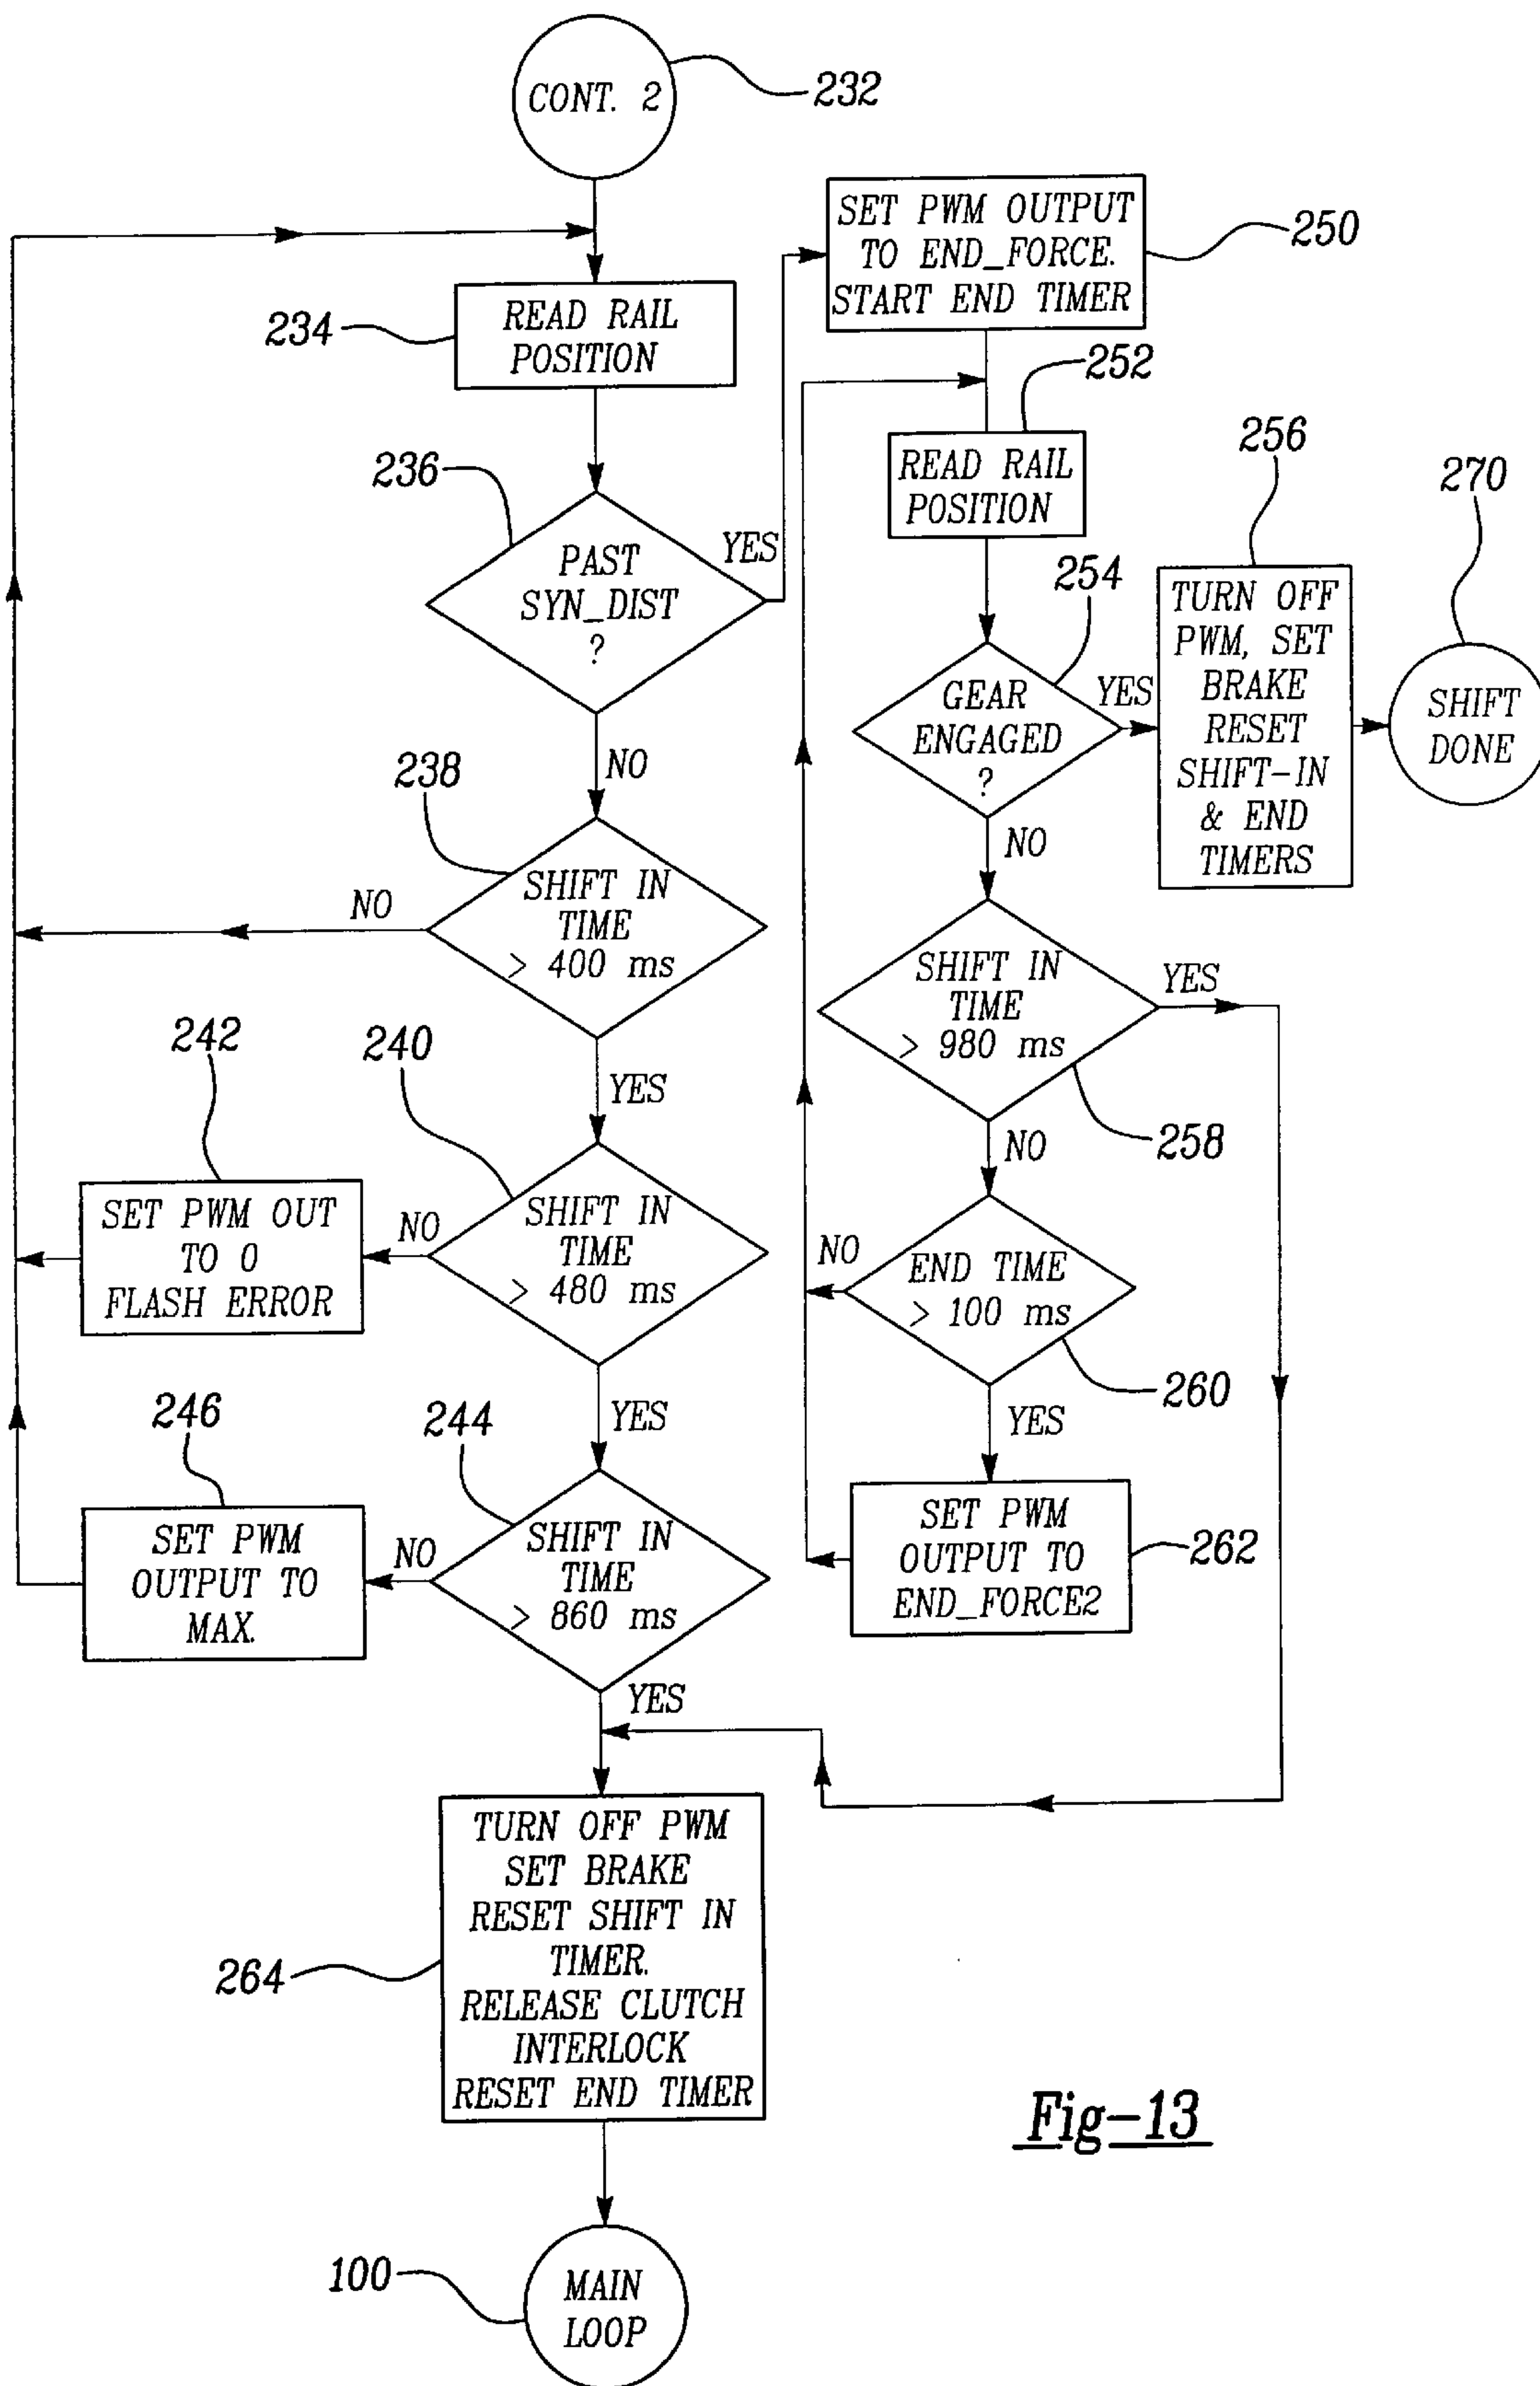 CONT. 2
232
SET PWM OUTPUT
TO END_FORCE.
START END TIMER
250
234
READ RAIL
POSITION
252
READ RAIL
POSITION
256
270
236
PAST
SYN_DIST
?
YES
254
GEAR
ENGAGED
?
YES
TURN OFF
PWM, SET
BRAKE
RESET
SHIFT-IN
& END
TIMERS
SHIFT
DONE
NO
NO
238
SHIFT IN
TIME
> 400 ms
NO
YES
SHIFT IN
TIME
> 980 ms
YES
258
NO
242
240
SET PWM OUT
TO 0
FLASH ERROR
NO
SHIFT IN
TIME
> 480 ms
YES
NO
END TIME
> 100 ms
260
YES
246
244
SET PWM
OUTPUT TO
MAX.
NO
SHIFT IN
TIME
> 860 ms
YES
SET PWM
OUTPUT TO
END_FORCE2
262
264
TURN OFF PWM
SET BRAKE
RESET SHIFT IN
TIMER.
RELEASE CLUTCH
INTERLOCK
RESET END TIMER
Fig-13
100
MAIN
LOOP